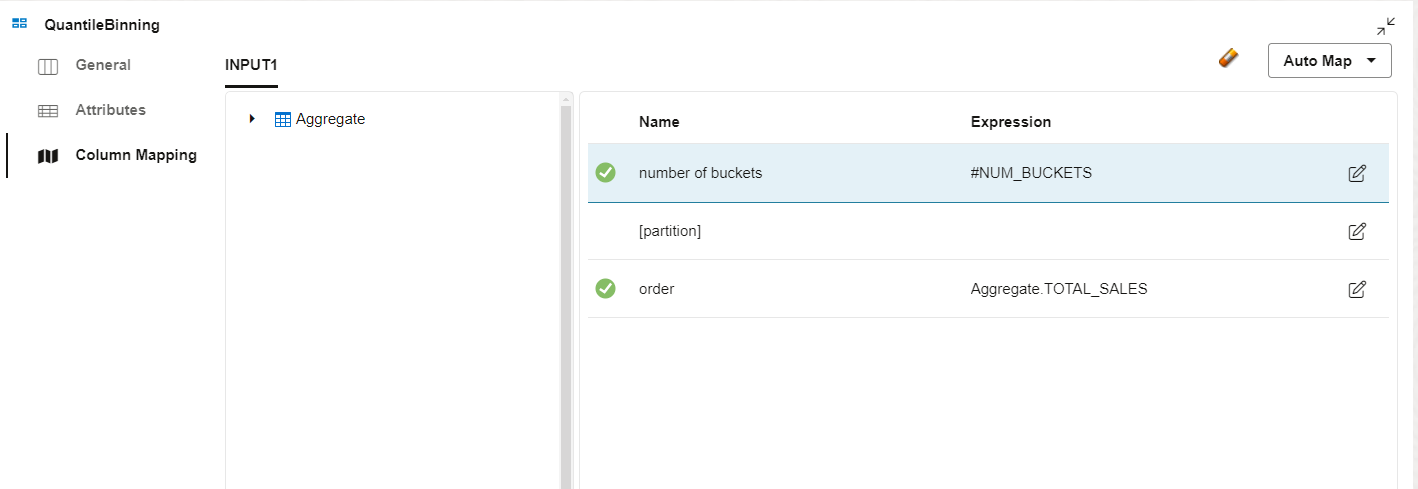 QuantileBinning
General
Attributes
Column Mapping
INPUT1
Auto Map
Aggregate
Name Expression
number of buckets #NUM_BUCKETS
[partition]
order Aggregate.TOTAL_SALES